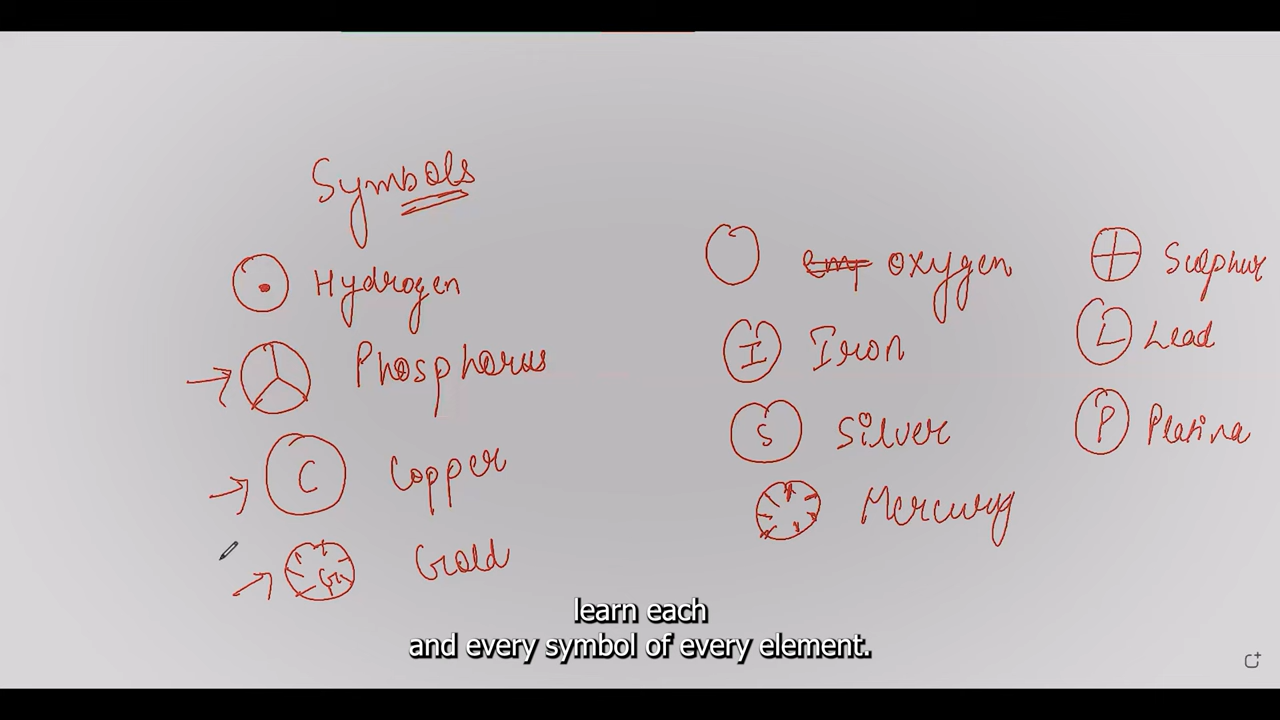 Symbols
Hydrogen
Phosphorus
C Copper
Gold
emp oxygen
I Iron
S Silver
Mercury
Sulphur
L Lead
P Platina
learn each
and every symbol of every element.